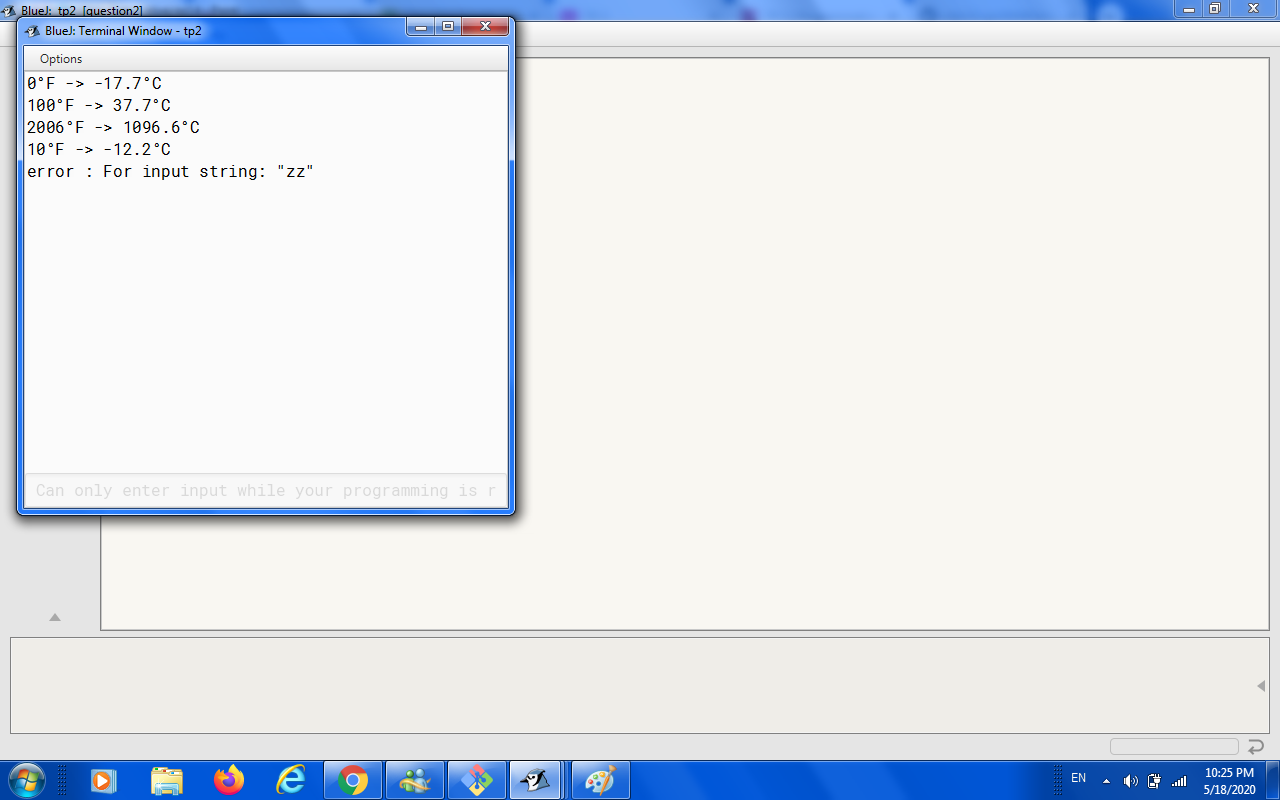 BlueJ: tp2 [question2]
BlueJ: Terminal Window - tp2
Options
0°F -> -17.7°C
100°F -> 37.7°C
2006°F -> 1096.6°C
10°F -> -12.2°C
error : For input string: "zz"
Can only enter input while your programming is r
EN
10:25 PM
5/18/2020